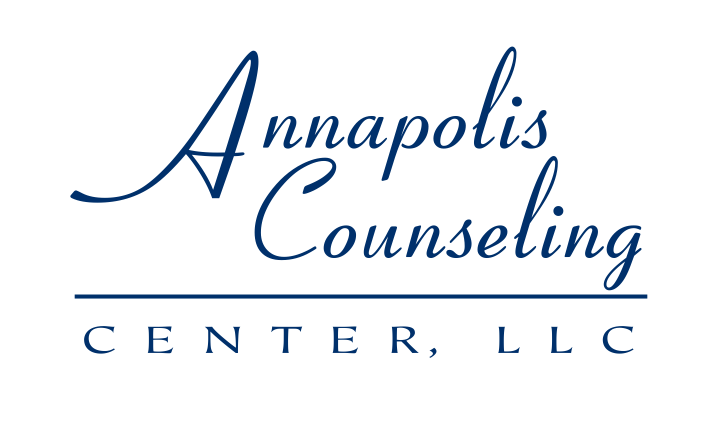 Annapolis
Counseling
CENTER, LLC